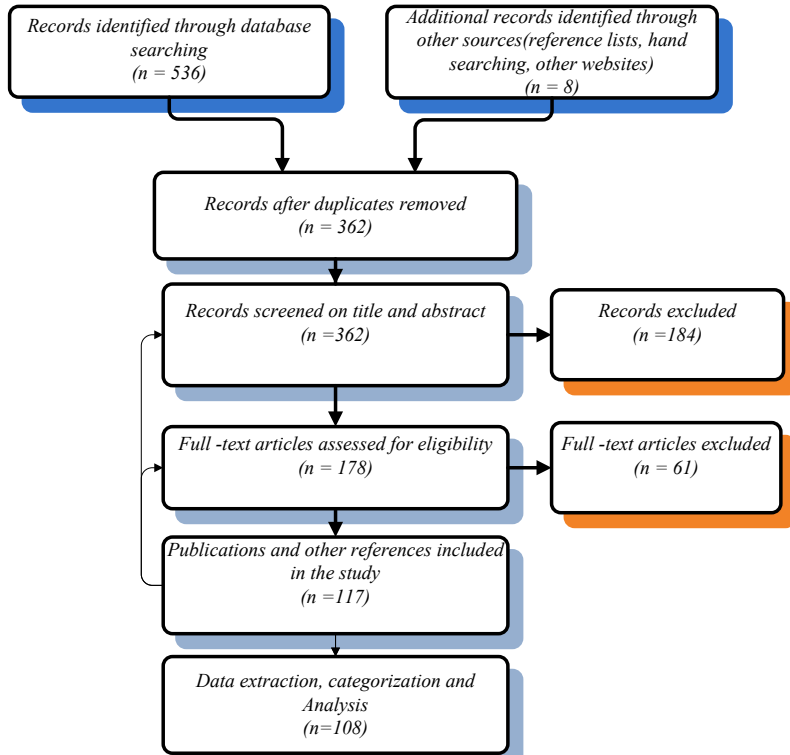 Records identified through database
searching
(n = 536)
Additional records identified through
other sources(reference lists, hand
searching, other websites)
(n = 8)
Records after duplicates removed
(n = 362)
Records screened on title and abstract
(n =362)
Records excluded
(n =184)
Full -text articles assessed for eligibility
(n = 178)
Full -text articles excluded
(n = 61)
Publications and other references included
in the study
(n =117)
Data extraction, categorization and
Analysis
(n=108)